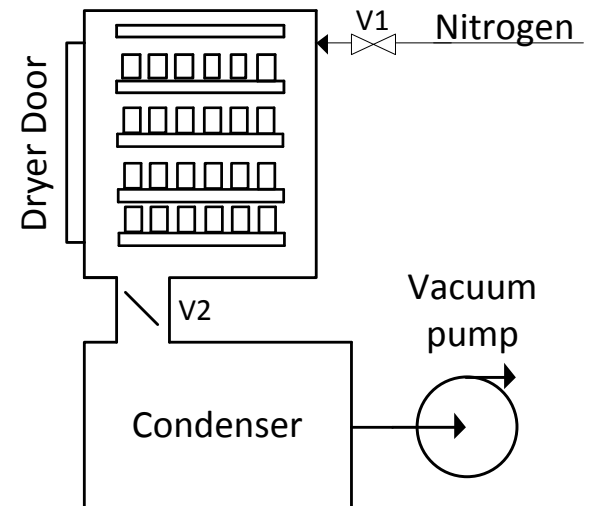 V1
Nitrogen
Dryer Door
V2
Vacuum
pump
Condenser